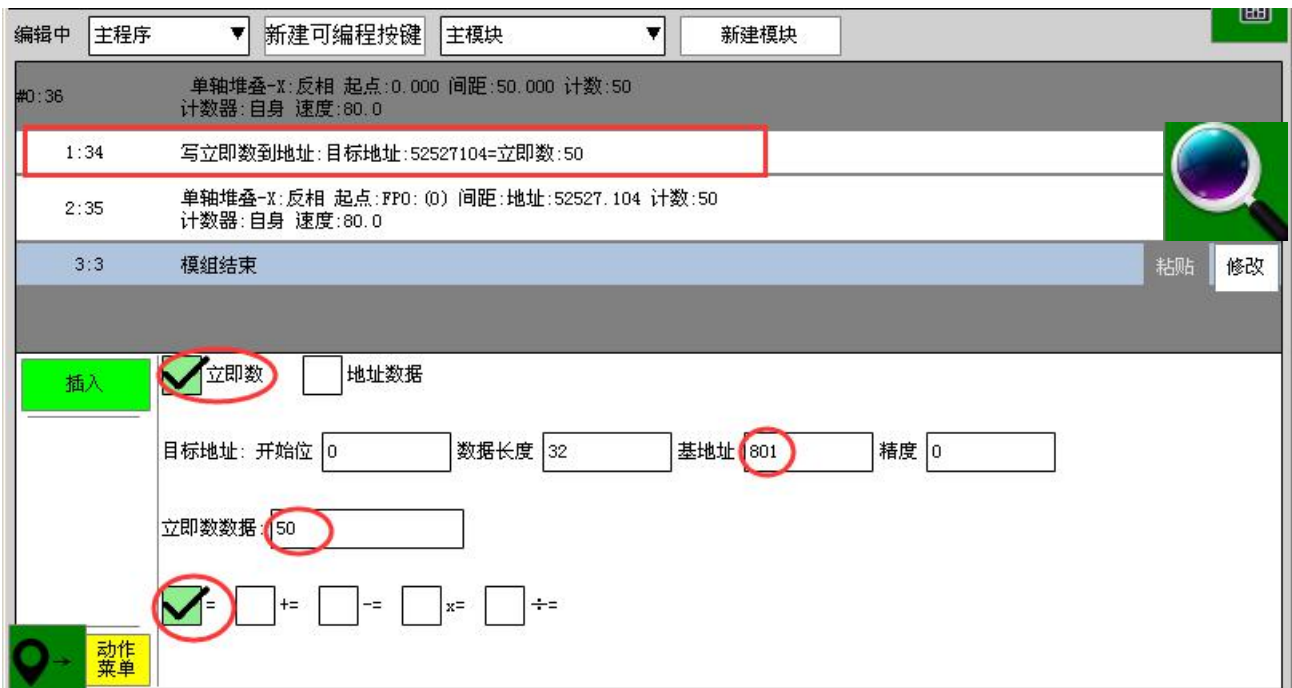 编辑中 主程序 ▼ 新建可编程按键 主模块 ▼ 新建模块
#0:36 单轴堆叠-X:反相 起点:0.000 间距:50.000 计数:50
计数器:自身 速度:80.0
1:34 写立即数到地址:目标地址:52527104=立即数:50
2:35 单轴堆叠-X:反相 起点:FP0:(0) 间距:地址:52527.104 计数:50
计数器:自身 速度:80.0
3:3 模组结束 粘贴 修改
插入 立即数 地址数据
目标地址: 开始位 0 数据长度 32 基地址 801 精度 0
立即数数据: 50
= += -= x= ÷=
动作
菜单